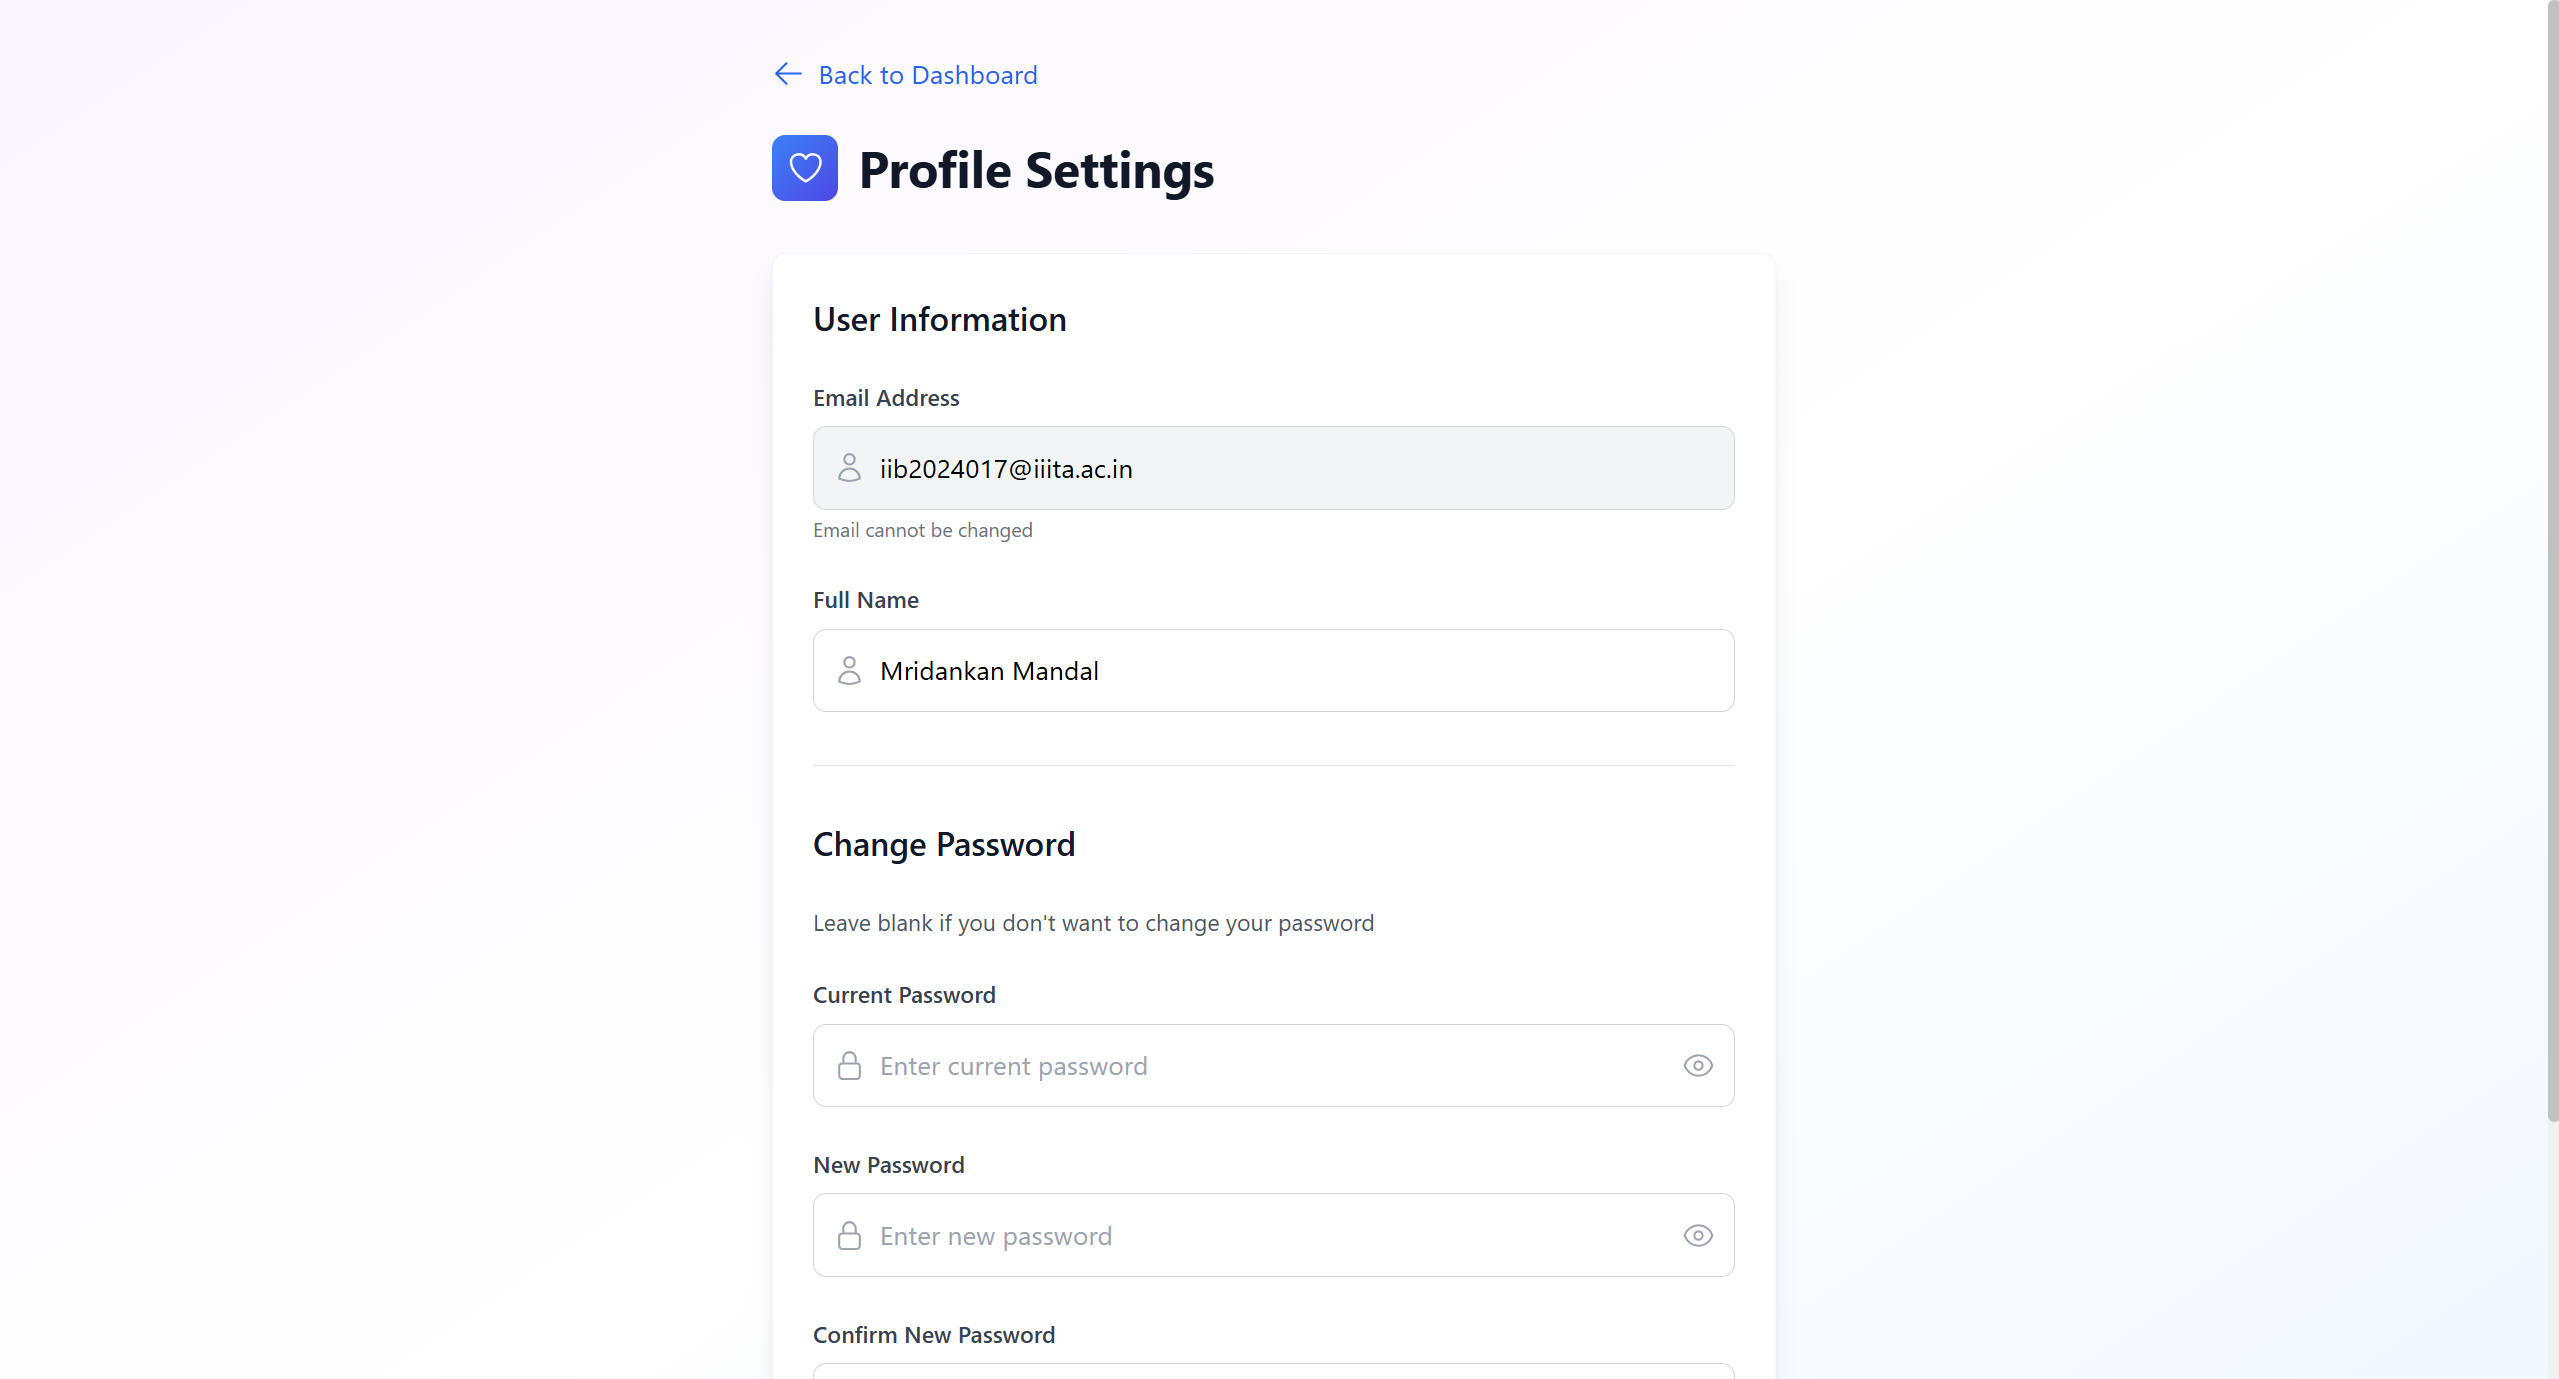 Back to Dashboard
Profile Settings
User Information
Email Address
iib2024017@iiita.ac.in
Email cannot be changed
Full Name
Mridankan Mandal
Change Password
Leave blank if you don't want to change your password
Current Password
Enter current password
New Password
Enter new password
Confirm New Password